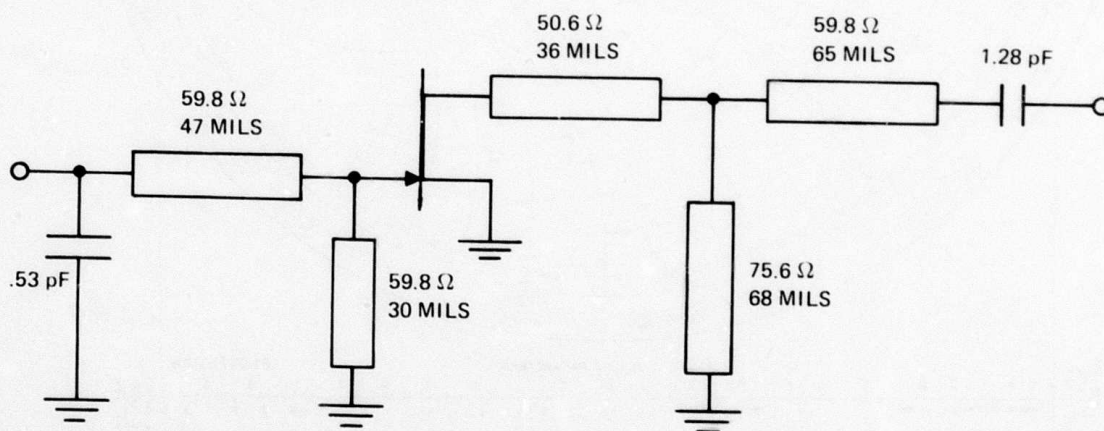 50.6 Ω
36 MILS
59.8 Ω
65 MILS
1.28 pF
59.8 Ω
47 MILS
.53 pF
59.8 Ω
30 MILS
75.6 Ω
68 MILS